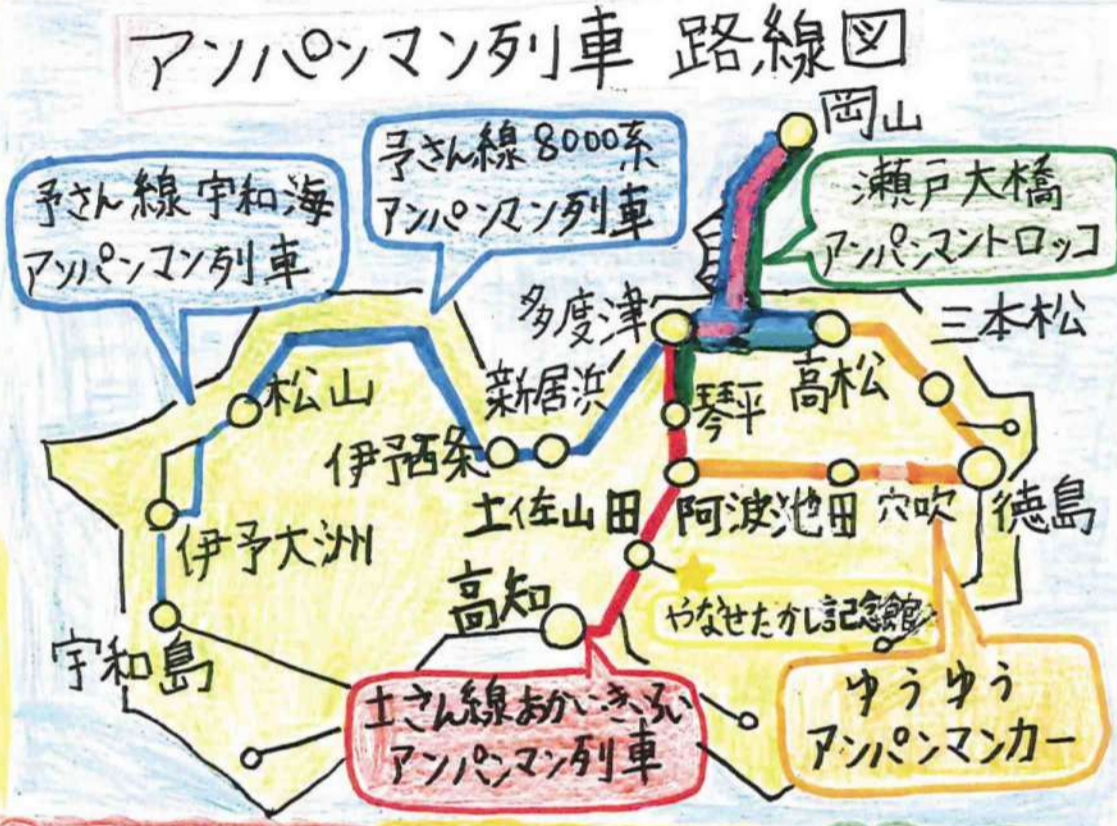 アンパンマン列車 路線図
岡山
予さん線 8000系
アンパンマン列車
瀬戸大橋
アンパンマントロッコ
予さん線 宇和海
アンパンマン列車
多度津
三本松
高松
松山
新居浜
琴平
伊予西条
土佐山田
阿波池田
穴吹
徳島
伊予大洲
高知
やなせたかし記念館
宇和島
土さん線あかいきいろい
アンパンマン列車
ゆうゆう
アンパンマンカー